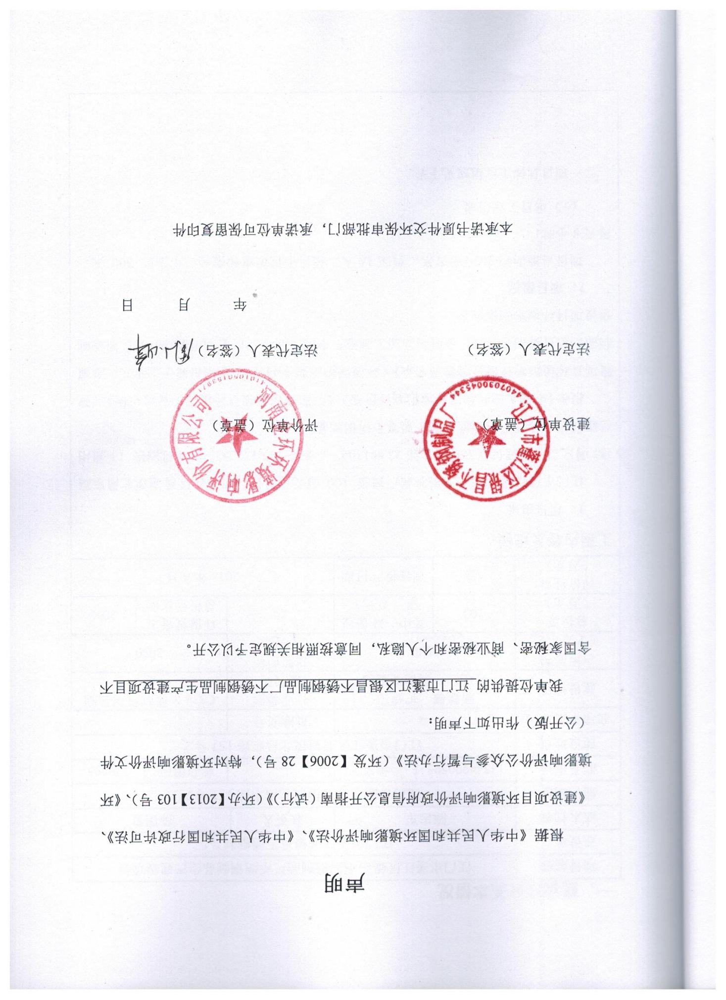 声明
根据《中华人民共和国环境影响评价法》、《中华人民共和国行政许可法》、
《建设项目环境影响评价政府信息公开指南（试行）》（环办【2013】103 号）、《环
境影响评价公众参与暂行办法》（环发【2006】28 号），特对环境影响评价文件
（公开版）作出如下声明：
我单位提供的 江门市蓬江区银昌不锈钢制品厂不锈钢制品生产建设项目不
含国家秘密、商业秘密和个人隐私，同意按照相关规定予以公开。
建设单位（盖章）
评价单位（盖章）
江门市蓬江区银昌不锈钢制品厂
4407030045344
环环境影响评价有限公司
法定代表人（签名）
法定代表人（签名）
年 月 日
本承诺书原件交环保审批部门，承诺单位可保留复印件